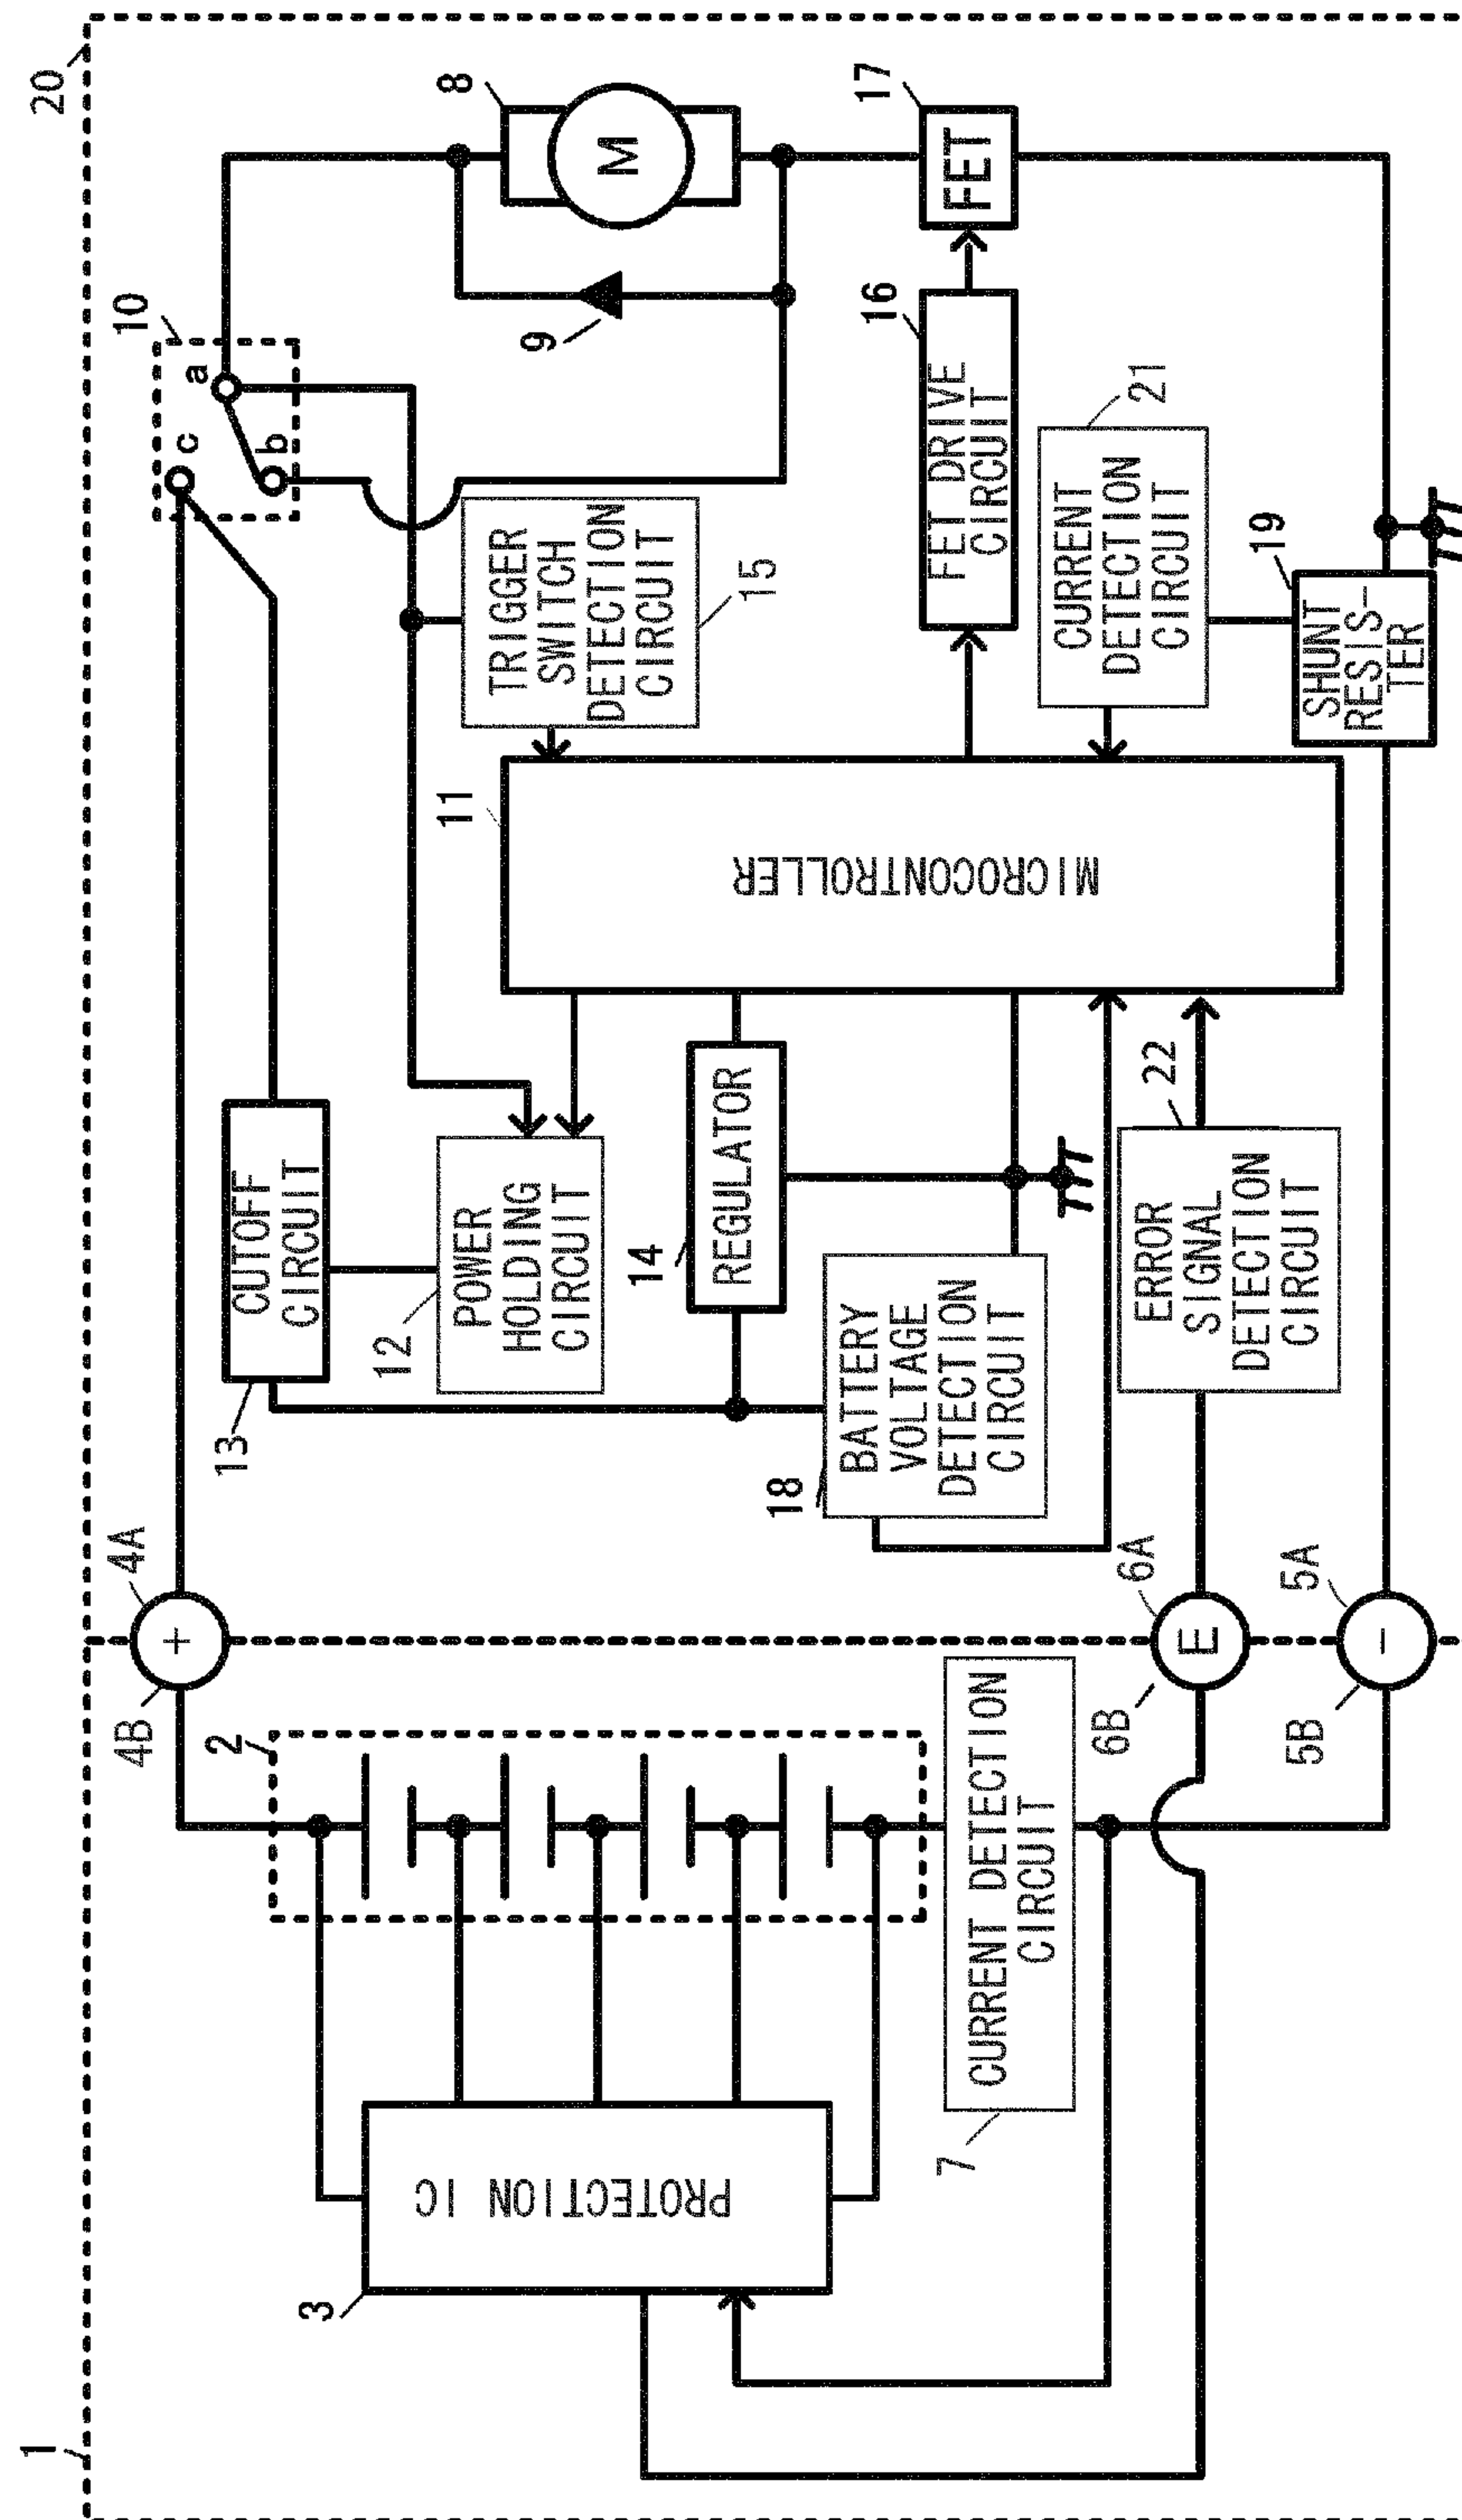 1
20
4B
4A
+
2
3
PROTECTION IC
CURRENT DETECTION
CIRCUIT
7
6B
6A
E
5B
5A
−
13
CUTOFF
CIRCUIT
12
POWER
HOLDING
CIRCUIT
14
REGULATOR
18
BATTERY
VOLTAGE
DETECTION
CIRCUIT
ERROR
SIGNAL
DETECTION
CIRCUIT
22
11
MICROCONTROLLER
10
c
a
b
TRIGGER
SWITCH
DETECTION
CIRCUIT
15
8
M
9
16
FET DRIVE
CIRCUIT
17
FET
CURRENT
DETECTION
CIRCUIT
21
19
SHUNT
RESIS-
TER